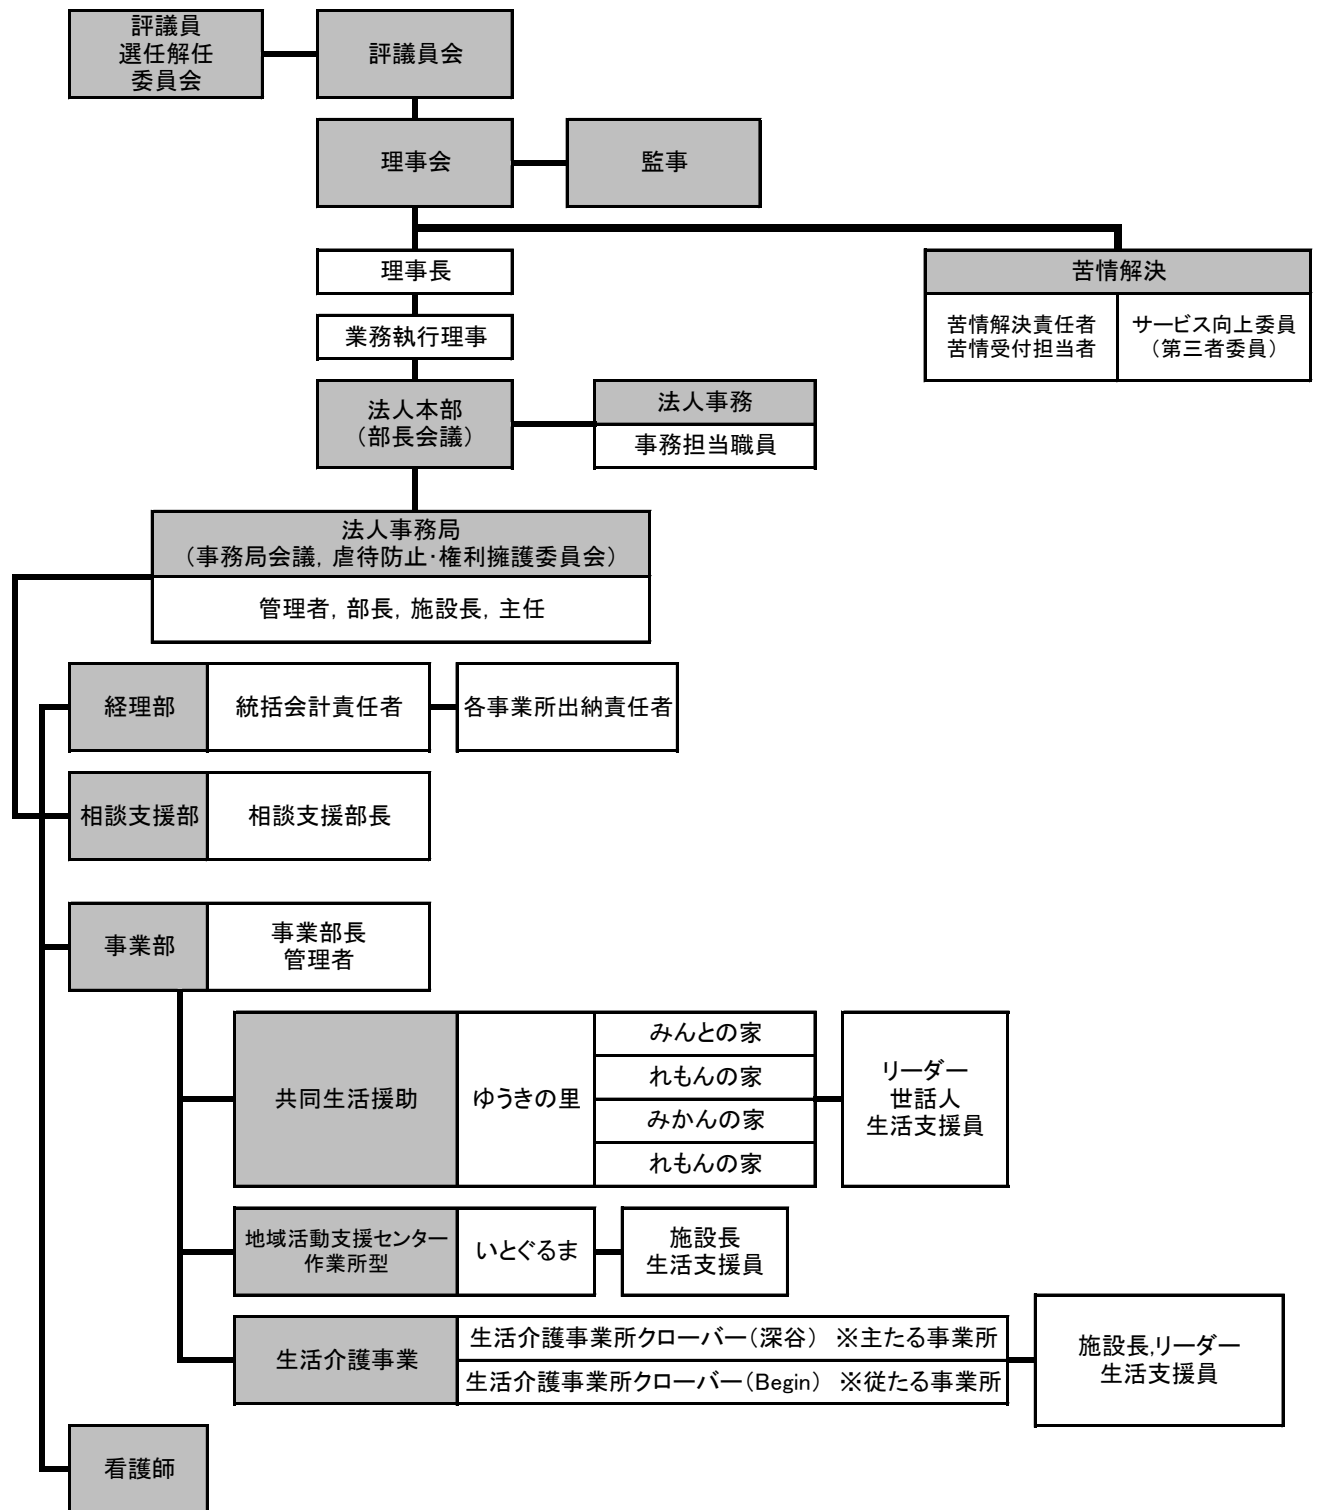 評議員
選任解任
委員会
評議員会
理事会
監事
理事長
業務執行理事
苦情解決
苦情解決責任者
苦情受付担当者
サービス向上委員
（第三者委員）
法人本部
（部長会議）
法人事務
事務担当職員
法人事務局
（事務局会議，虐待防止・権利擁護委員会）
管理者，部長，施設長，主任
経理部
統括会計責任者
各事業所出納責任者
相談支援部
相談支援部長
事業部
事業部長
管理者
共同生活援助
ゆうきの里
みんとの家
れもんの家
みかんの家
れもんの家
リーダー
世話人
生活支援員
地域活動支援センター
作業所型
いとぐるま
施設長
生活支援員
生活介護事業
生活介護事業所クローバー（深谷）　※主たる事業所
生活介護事業所クローバー（Begin）　※従たる事業所
施設長,リーダー
生活支援員
看護師